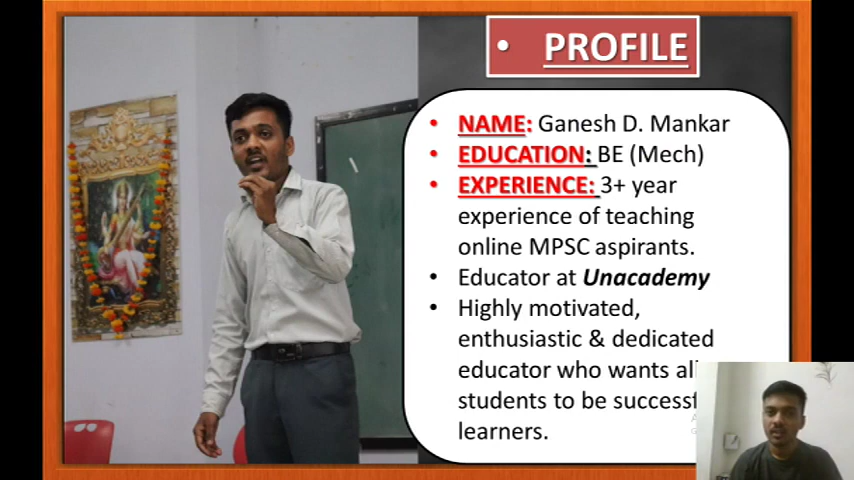 • PROFILE
• NAME: Ganesh D. Mankar
• EDUCATION: BE (Mech)
• EXPERIENCE: 3+ year
experience of teaching
online MPSC aspirants.
• Educator at Unacademy
• Highly motivated,
enthusiastic & dedicated
educator who wants
students to be
learners.